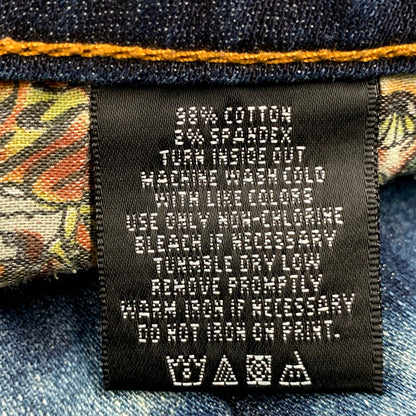 98% COTTON
2% SPANDEX
TURN INSIDE OUT
MACHINE WASH COLD
WITH LIKE COLORS
USE ONLY NON-CHLORINE
BLEACH IF NECESSARY
TUMBLE DRY LOW
REMOVE PROMPTLY
WARM IRON IF NECESSARY
DO NOT IRON ON PRINT.